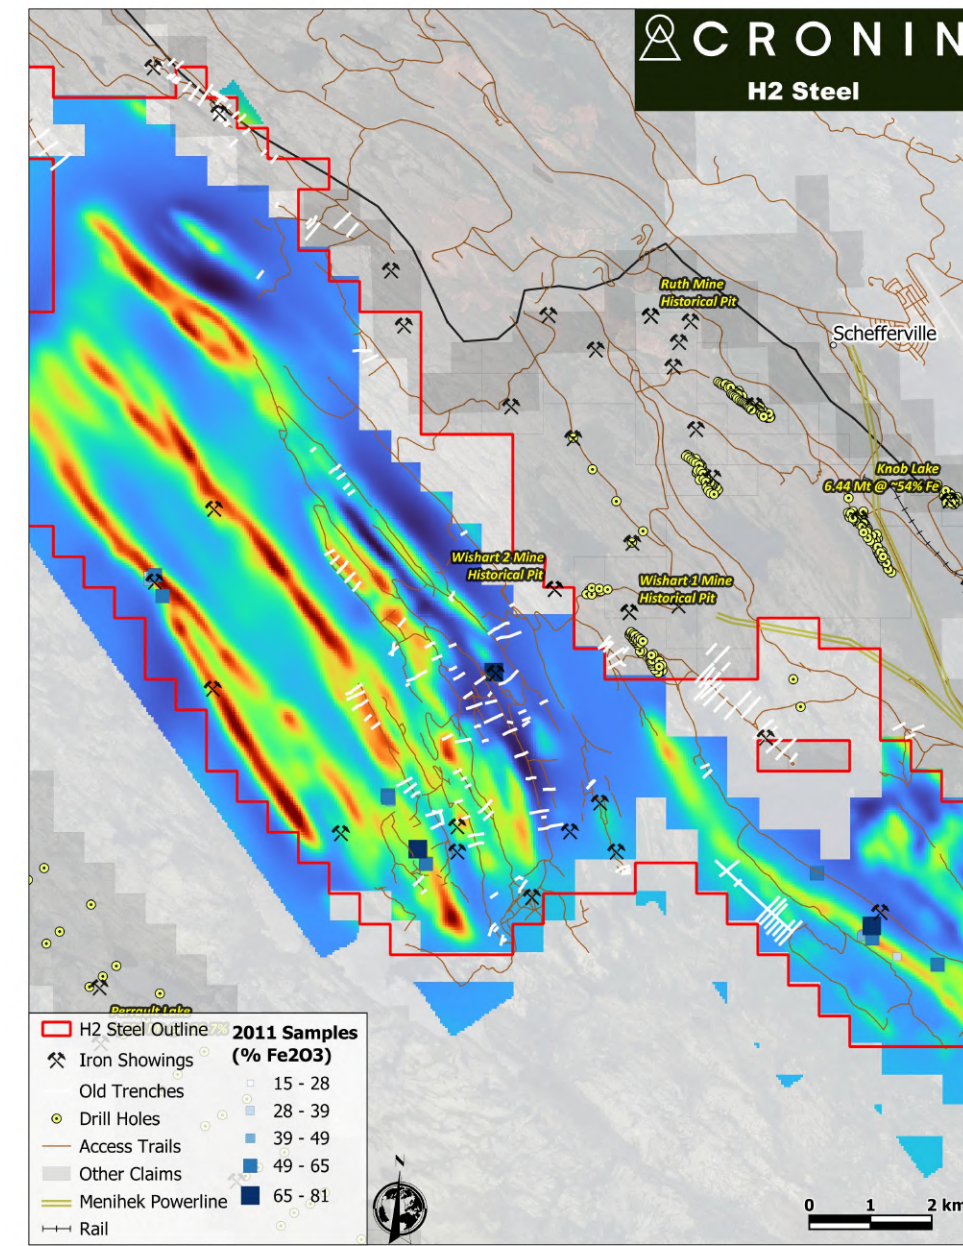 CRONIN
H2 Steel
Ruth Mine
Historical Pit
Schefferville
Knob Lake
6.44 Mt @ ~54% Fe
Wishart 2 Mine
Historical Pit
Wishart 1 Mine
Historical Pit
Perrault Lake
7%
H2 Steel Outline
Iron Showings
Old Trenches
Drill Holes
Access Trails
Other Claims
Menihek Powerline
Rail
2011 Samples
(% Fe2O3)
15 - 28
28 - 39
39 - 49
49 - 65
65 - 81
N
0 1 2 km